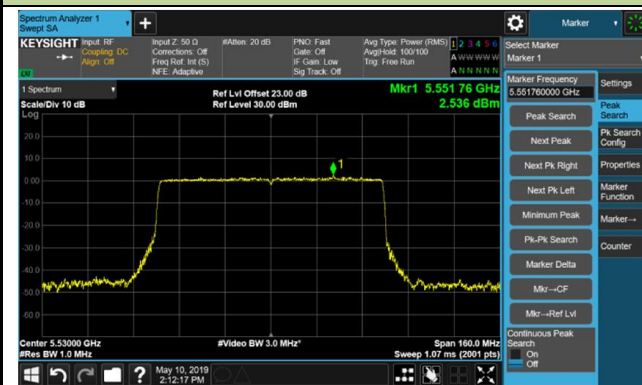 Spectrum Analyzer 1
Swept SA
Marker
KEYSIGHT
Input: RF
Coupling: DC
Align: Off
Input Z: 50 Ω
Corrections: Off
Freq Ref: Int (S)
NFE: Adaptive
#Atten: 20 dB
PNO: Fast
Gate: Off
IF Gain: Low
Sig Track: Off
Avg Type: Power (RMS)
Avg|Hold: 100/100
Trig: Free Run
1 2 3 4 5 6
A W W W W W
A N N N N N
Select Marker
Marker 1
1 Spectrum
Scale/Div 10 dB
Log
Ref Lvl Offset 23.00 dB
Ref Level 30.00 dBm
Mkr1 5.551 76 GHz
2.536 dBm
20.0
10.0
0.00
-10.0
-20.0
-30.0
-40.0
-50.0
-60.0
1
Center 5.53000 GHz
#Res BW 1.0 MHz
#Video BW 3.0 MHz*
Span 160.0 MHz
Sweep 1.07 ms (2001 pts)
Marker Frequency
5.551760000 GHz
Peak Search
Next Peak
Next Pk Right
Next Pk Left
Minimum Peak
Pk-Pk Search
Marker Delta
Mkr→CF
Mkr→Ref Lvl
Continuous Peak
Search
On
Off
Settings
Peak
Search
Pk Search
Config
Properties
Marker
Function
Marker→
Counter
?
May 10, 2019
2:12:17 PM